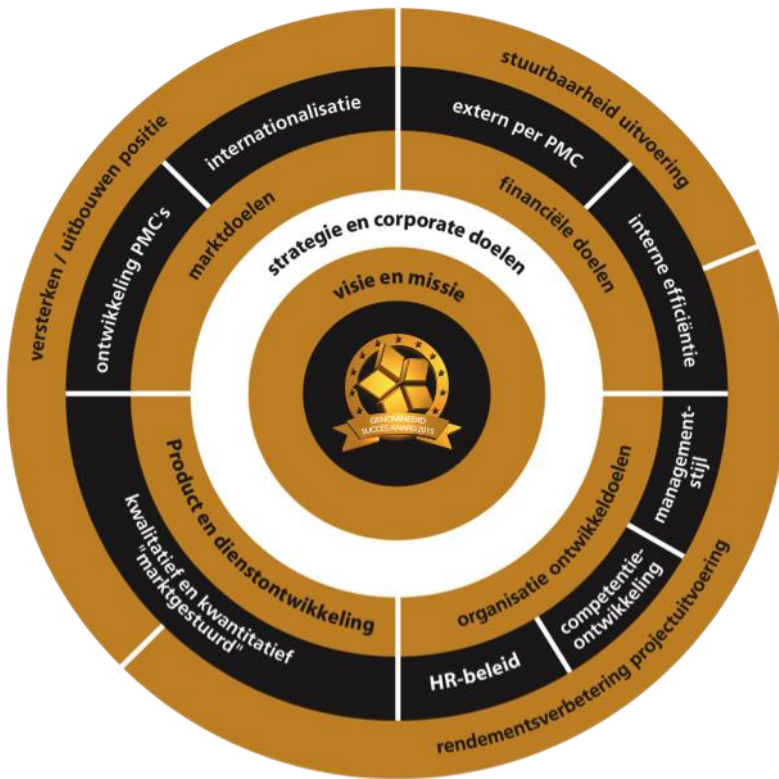 stuurbaarheid uitvoering
versterken / uitbouwen positie
rendementsverbetering projectuitvoering
internationalisatie
extern per PMC
ontwikkeling PMC's
interne efficiëntie
management-
stijl
competentie-
ontwikkeling
HR-beleid
kwalitatief en kwantitatief
"marktgestuurd"
marktdoelen
financiële doelen
organisatie ontwikkeldoelen
Product en dienstontwikkeling
strategie en corporate doelen
visie en missie
GENOMINEERD
SUCCES AWARD 2015